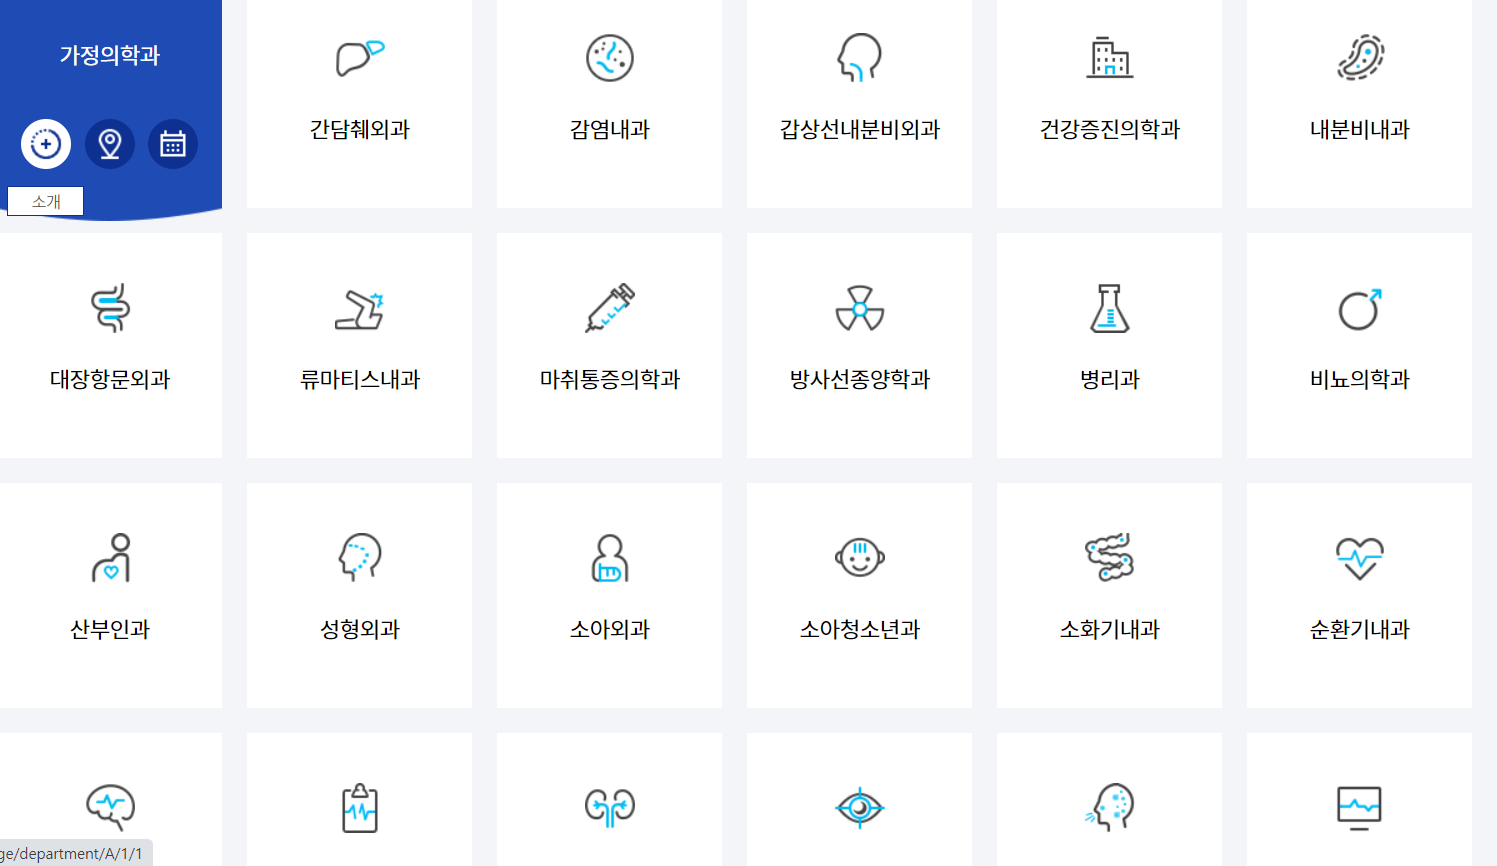 가정의학과
소개
간담췌외과
감염내과
갑상선내분비외과
건강증진의학과
내분비내과
대장항문외과
류마티스내과
마취통증의학과
방사선종양학과
병리과
비뇨의학과
산부인과
성형외과
소아외과
소아청소년과
소화기내과
순환기내과
ge/department/A/1/1